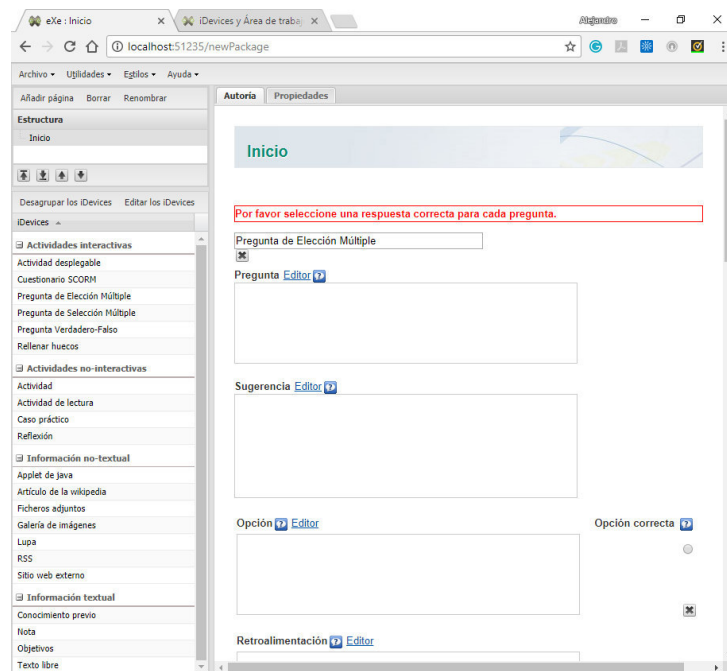 eXe : Inicio
iDevices y Área de trabaj
Alejandro
localhost:51235/newPackage
Archivo Utilidades Estilos Ayuda
Añadir página Borrar Renombrar
Estructura
Inicio
Desagrupar los iDevices Editar los iDevices
iDevices
Actividades interactivas
Actividad desplegable
Cuestionario SCORM
Pregunta de Elección Múltiple
Pregunta de Selección Múltiple
Pregunta Verdadero-Falso
Rellenar huecos
Actividades no-interactivas
Actividad
Actividad de lectura
Caso práctico
Reflexión
Información no-textual
Applet de java
Artículo de la wikipedia
Ficheros adjuntos
Galería de imágenes
Lupa
RSS
Sitio web externo
Información textual
Conocimiento previo
Nota
Objetivos
Texto libre
Autoría Propiedades
Inicio
Por favor seleccione una respuesta correcta para cada pregunta.
Pregunta de Elección Múltiple
Pregunta Editor ?
Sugerencia Editor ?
Opción ? Editor Opción correcta ?
Retroalimentación ? Editor